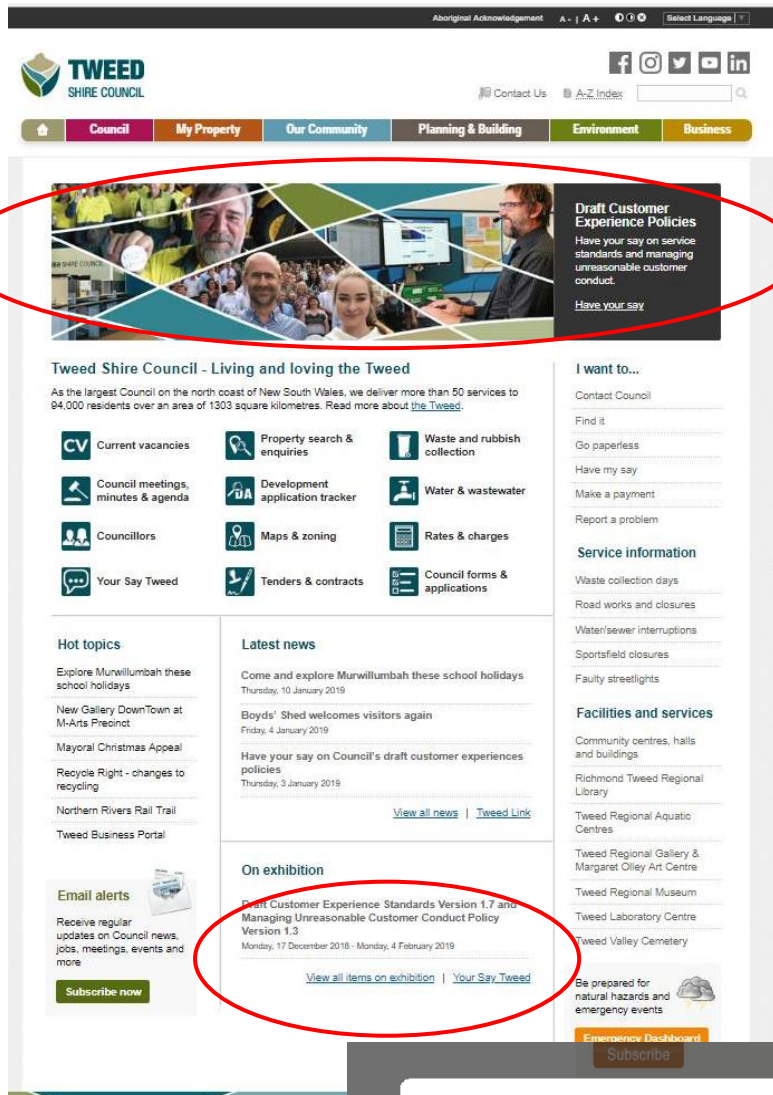 Aboriginal Acknowledgement A - | A + Select Language ▼
TWEED
SHIRE COUNCIL
Contact Us A-Z Index
Council My Property Our Community Planning & Building Environment Business
Draft Customer
Experience Policies
Have your say on service
standards and managing
unreasonable customer
conduct.
Have your say
Tweed Shire Council - Living and loving the Tweed
As the largest Council on the north coast of New South Wales, we deliver more than 50 services to
94,000 residents over an area of 1303 square kilometres. Read more about the Tweed.
CV Current vacancies
Property search &
enquiries
Waste and rubbish
collection
Council meetings,
minutes & agenda
DA Development
application tracker
Water & wastewater
Councillors
Maps & zoning
Rates & charges
Your Say Tweed
Tenders & contracts
Council forms &
applications
Hot topics
Explore Murwillumbah these
school holidays
New Gallery DownTown at
M-Arts Precinct
Mayoral Christmas Appeal
Recycle Right - changes to
recycling
Northern Rivers Rail Trail
Tweed Business Portal
Email alerts
Receive regular
updates on Council news,
jobs, meetings, events and
more
Subscribe now
Latest news
Come and explore Murwillumbah these school holidays
Thursday, 10 January 2019
Boyds' Shed welcomes visitors again
Friday, 4 January 2019
Have your say on Council's draft customer experiences
policies
Thursday, 3 January 2019
View all news | Tweed Link
On exhibition
Draft Customer Experience Standards Version 1.7 and
Managing Unreasonable Customer Conduct Policy
Version 1.3
Monday, 17 December 2018 - Monday, 4 February 2019
View all items on exhibition | Your Say Tweed
I want to...
Contact Council
Find it
Go paperless
Have my say
Make a payment
Report a problem
Service information
Waste collection days
Road works and closures
Water/sewer interruptions
Sportsfield closures
Faulty streetlights
Facilities and services
Community centres, halls
and buildings
Richmond Tweed Regional
Library
Tweed Regional Aquatic
Centres
Tweed Regional Gallery &
Margaret Olley Art Centre
Tweed Regional Museum
Tweed Laboratory Centre
Tweed Valley Cemetery
Be prepared for
natural hazards and
emergency events
Emergency Dashboard
Subscribe